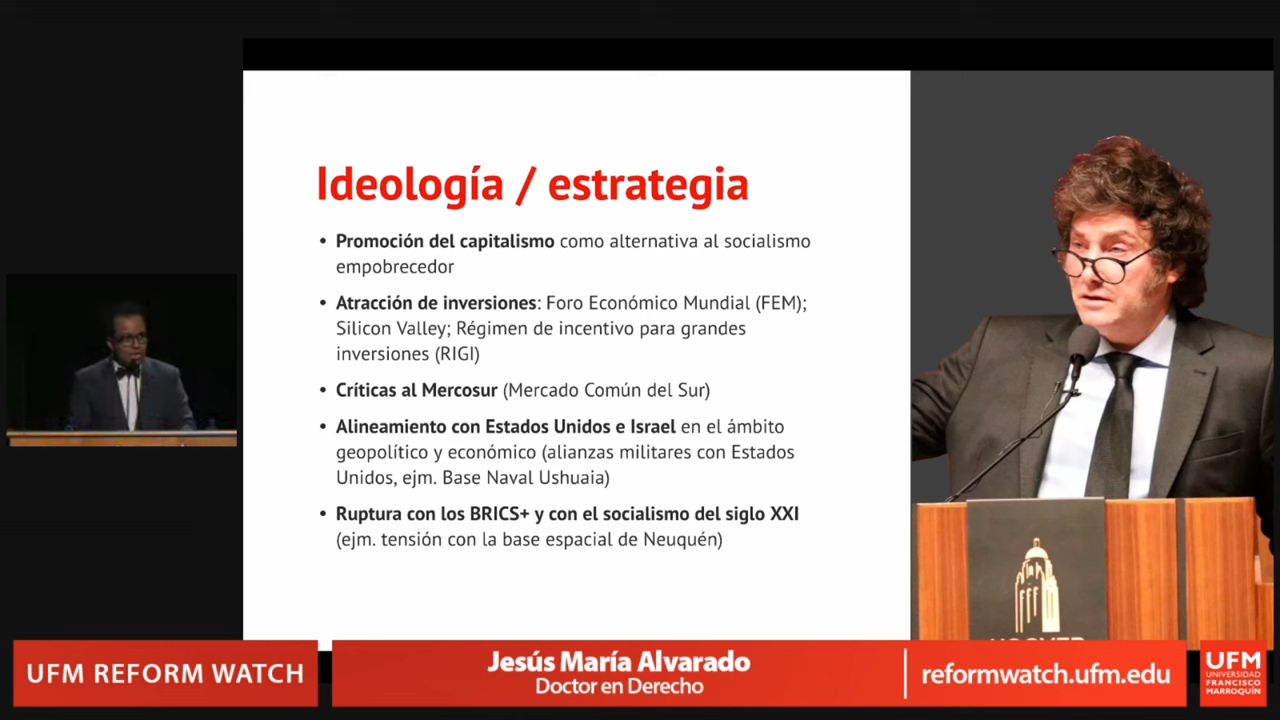 Ideología / estrategia
• Promoción del capitalismo como alternativa al socialismo
empobrecedor
• Atracción de inversiones: Foro Económico Mundial (FEM);
Silicon Valley; Régimen de incentivo para grandes
inversiones (RIGI)
• Críticas al Mercosur (Mercado Común del Sur)
• Alineamiento con Estados Unidos e Israel en el ámbito
geopolítico y económico (alianzas militares con Estados
Unidos, ejm. Base Naval Ushuaia)
• Ruptura con los BRICS+ y con el socialismo del siglo XXI
(ejm. tensión con la base espacial de Neuquén)
HOOVER
UFM REFORM WATCH
Jesús María Alvarado
Doctor en Derecho
reformwatch.ufm.edu
UFM
UNIVERSIDAD
FRANCISCO
MARROQUÍN